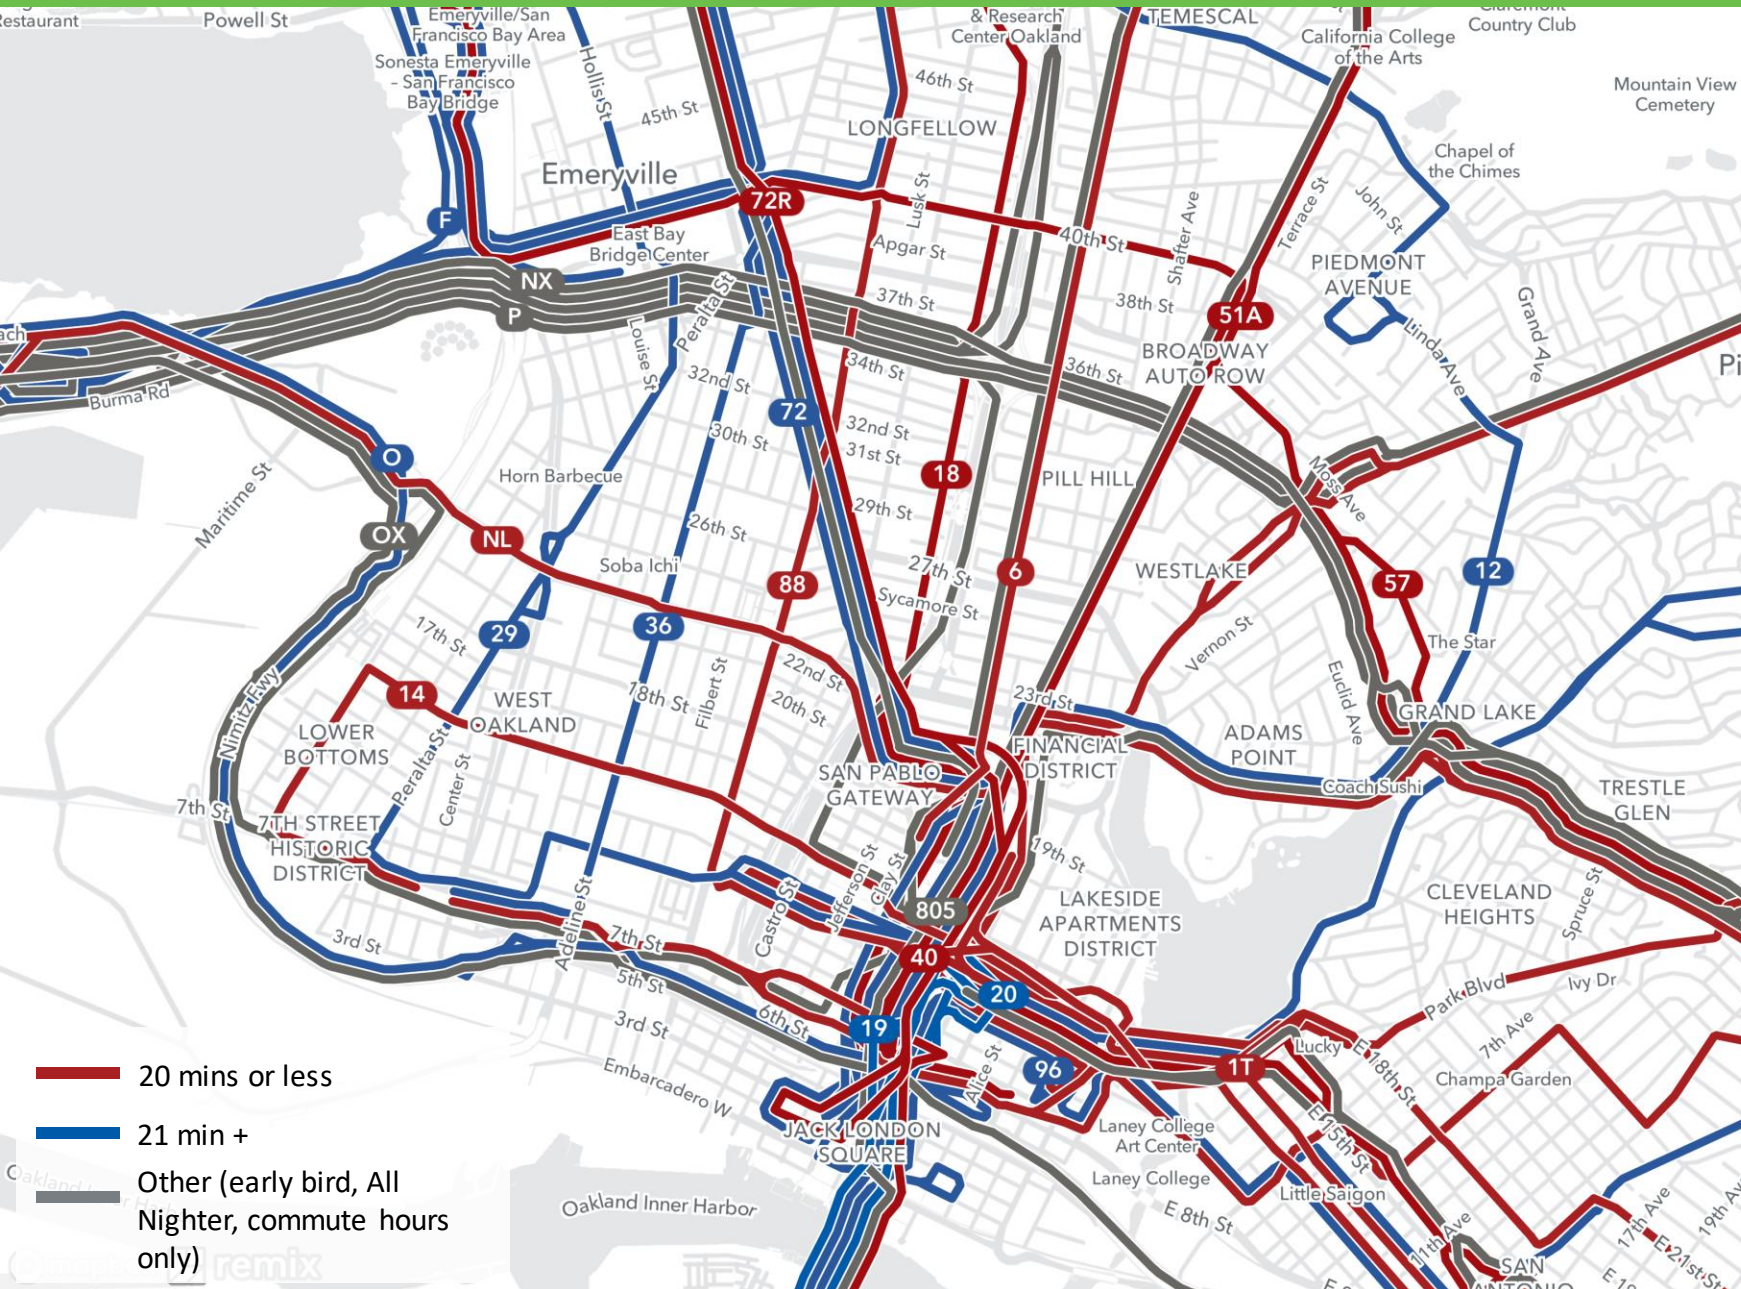 Restaurant
Powell St
Emeryville/San
Francisco Bay Area
& Research
Center Oakland
TEMESCAL
California College
of the Arts
Country Club
Sonesta Emeryville
- San Francisco
Bay Bridge
Hollis St
45th St
46th St
LONGFELLOW
Mountain View
Cemetery
Chapel of
the Chimes
Emeryville
72R
Lusk St
Shafter Ave
Terrace St
John St
F
East Bay
Bridge Center
Apgar St
40th St
PIEDMONT
AVENUE
NX
P
37th St
38th St
51A
Grand Ave
Peralta St
Louise St
Linda Ave
BROADWAY
AUTO ROW
34th St
36th St
32nd St
Burma Rd
72
30th St
32nd St
31st St
O
Horn Barbecue
18
PILL HILL
Moss Ave
Maritime St
29th St
26th St
OX
NL
Soba Ichi
27th St
6
WESTLAKE
57
12
88
Sycamore St
17th St
29
36
Vernon St
The Star
22nd St
Filbert St
Euclid Ave
14
WEST
OAKLAND
18th St
20th St
23rd St
GRAND LAKE
Nimitz Fwy
LOWER
BOTTOMS
Peralta St
Center St
FINANCIAL
DISTRICT
ADAMS
POINT
SAN PABLO
GATEWAY
Coach Sushi
TRESTLE
GLEN
7th St
7TH STREET
HISTORIC
DISTRICT
19th St
Jefferson St
Clay St
Castro St
Adeline St
805
LAKESIDE
APARTMENTS
DISTRICT
CLEVELAND
HEIGHTS
Spruce St
3rd St
7th St
40
5th St
20
Park Blvd
Ivy Dr
6th St
19
3rd St
7th Ave
Lucky
E 18th St
Embarcadero W
Alice St
96
1T
Champa Garden
JACK LONDON
SQUARE
Laney College
Art Center
E 15th St
Laney College
Little Saigon
Oakland Inner Harbor
E 8th St
11th Ave
17th Ave
E 21st St
SAN
ANTONIO
20 mins or less
21 min +
Other (early bird, All
Nighter, commute hours
only)
remix